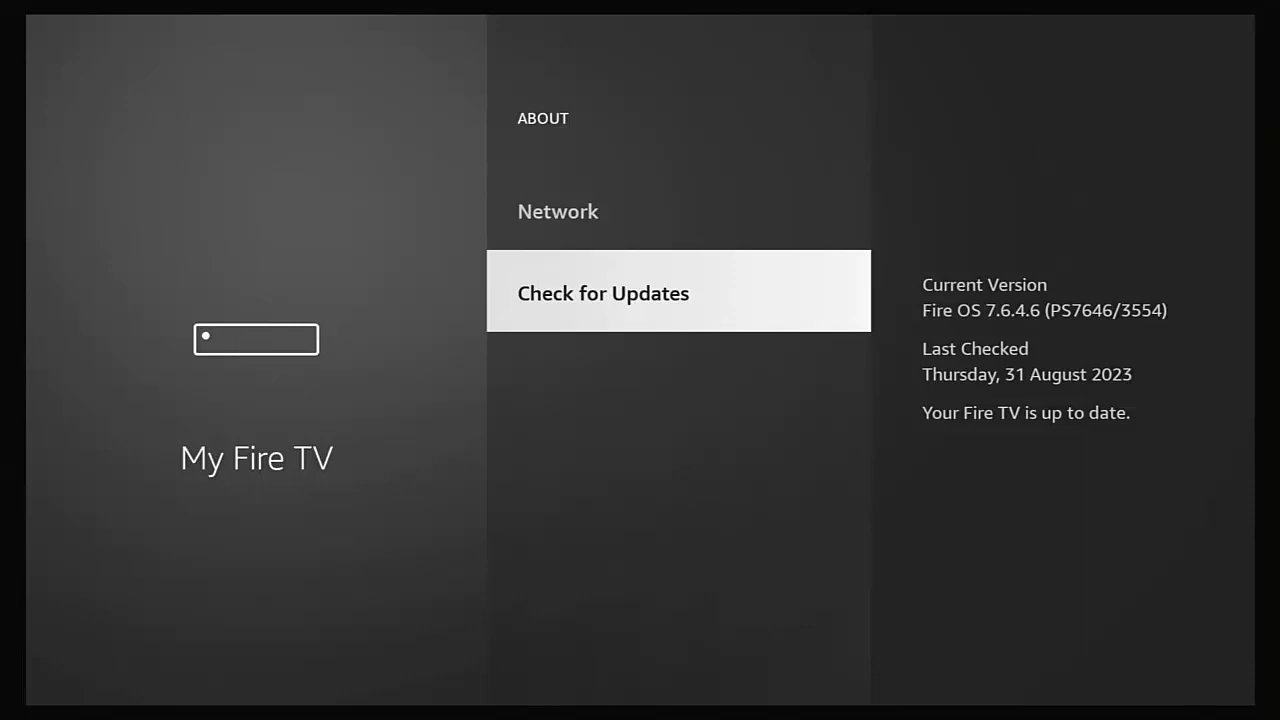 ABOUT
Network
Check for Updates
My Fire TV
Current Version
Fire OS 7.6.4.6 (PS7646/3554)
Last Checked
Thursday, 31 August 2023
Your Fire TV is up to date.